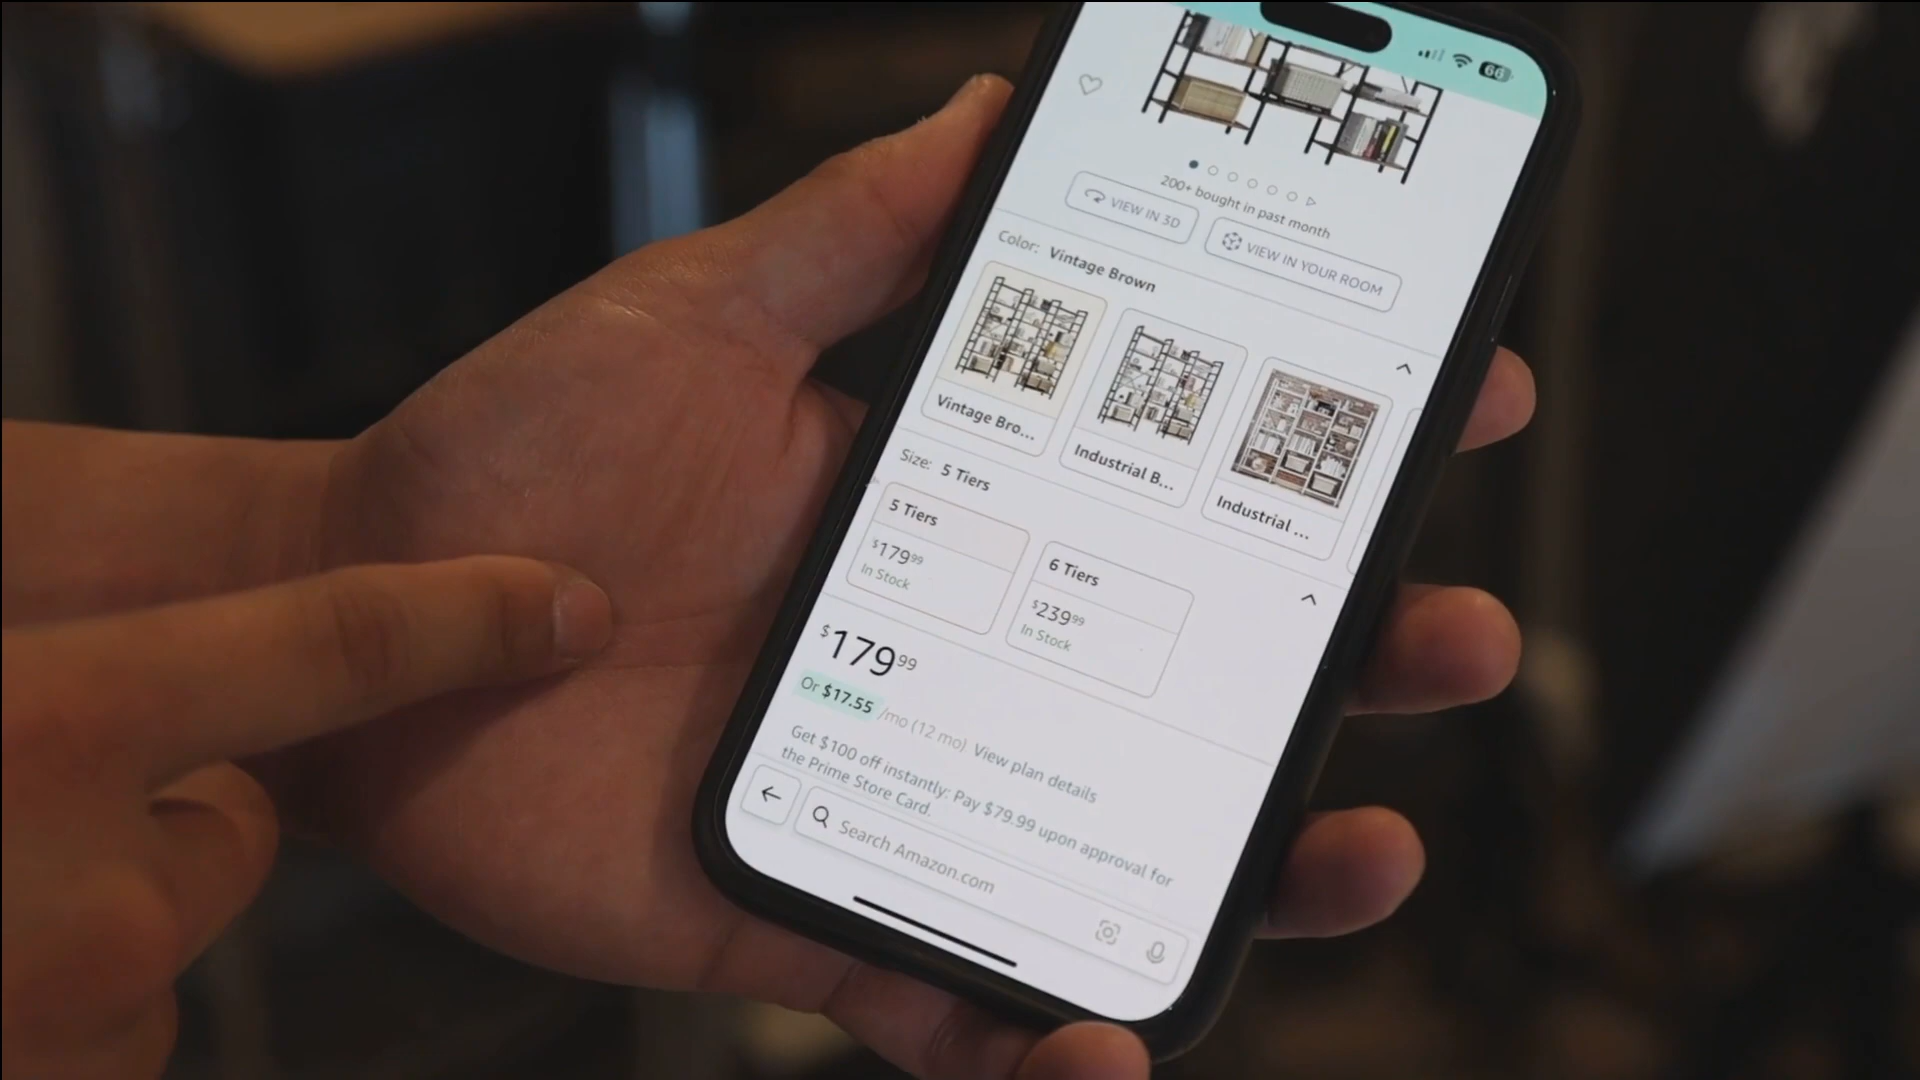 66
200+ bought in past month
VIEW IN 3D
VIEW IN YOUR ROOM
Color: Vintage Brown
Vintage Bro...
Industrial B...
Industrial ...
Size: 5 Tiers
5 Tiers
$179.99
In Stock
6 Tiers
$239.99
In Stock
$179.99
Or $17.55 /mo (12 mo) View plan details
Get $100 off instantly: Pay $79.99 upon approval for
the Prime Store Card.
Search Amazon.com